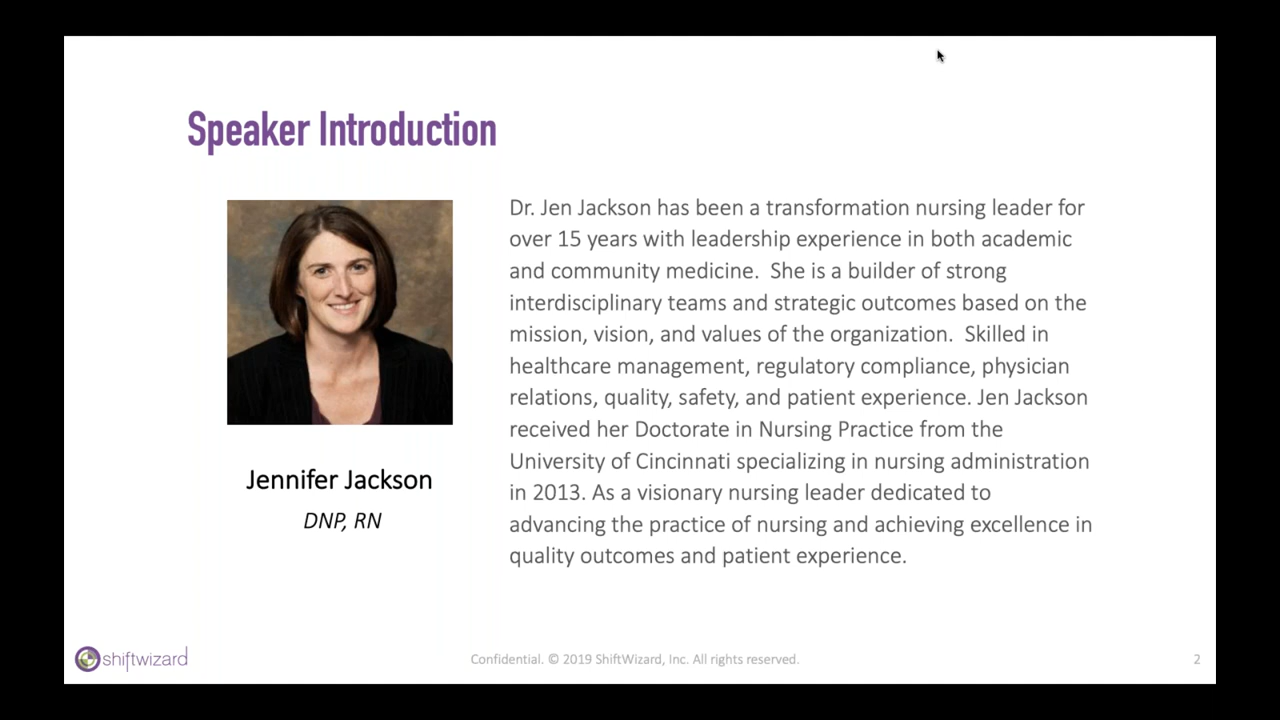 Speaker Introduction
Jennifer Jackson
DNP, RN
Dr. Jen Jackson has been a transformation nursing leader for
over 15 years with leadership experience in both academic
and community medicine.  She is a builder of strong
interdisciplinary teams and strategic outcomes based on the
mission, vision, and values of the organization.  Skilled in
healthcare management, regulatory compliance, physician
relations, quality, safety, and patient experience. Jen Jackson
received her Doctorate in Nursing Practice from the
University of Cincinnati specializing in nursing administration
in 2013. As a visionary nursing leader dedicated to
advancing the practice of nursing and achieving excellence in
quality outcomes and patient experience.
shiftwizard
Confidential. © 2019 ShiftWizard, Inc. All rights reserved.
2